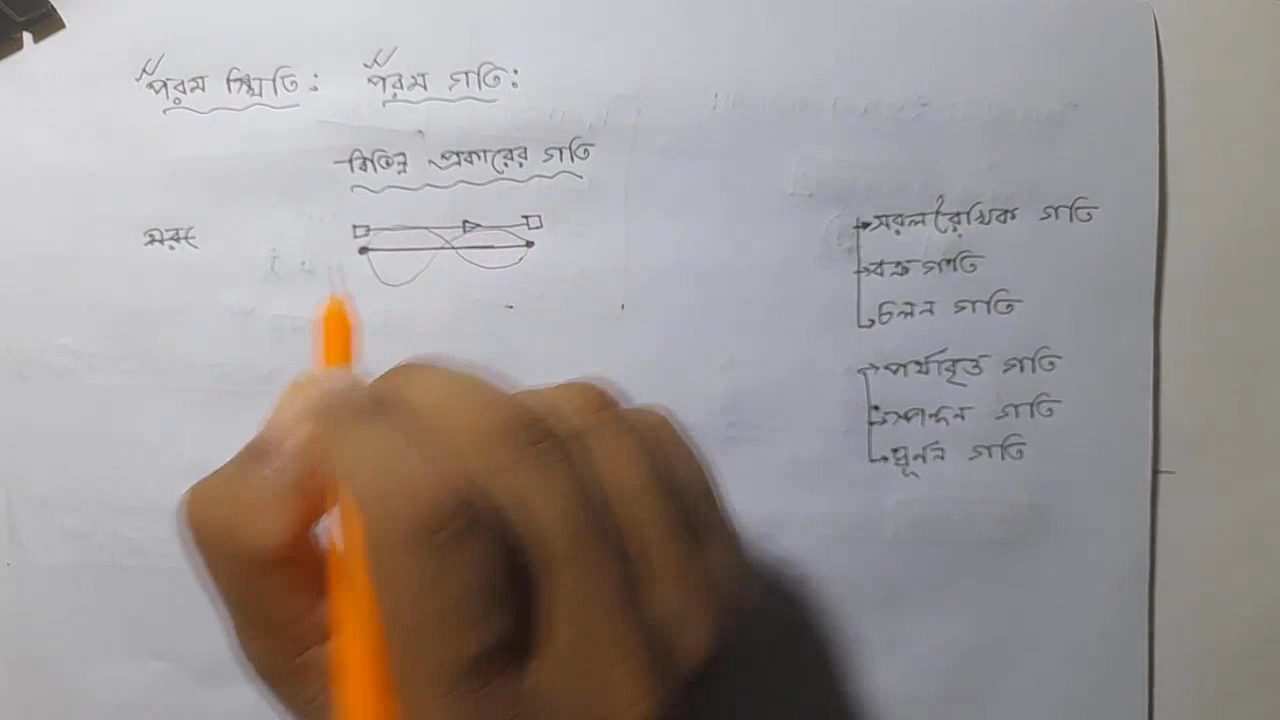 পরম স্থিতি: পরম গতি:
বিভিন্ন প্রকারের গতি
সরল
সরলরৈখিক গতি
বক্র গতি
চলন গতি
পর্যাবৃত্ত গতি
স্পন্দন গতি
ঘূর্নন গতি